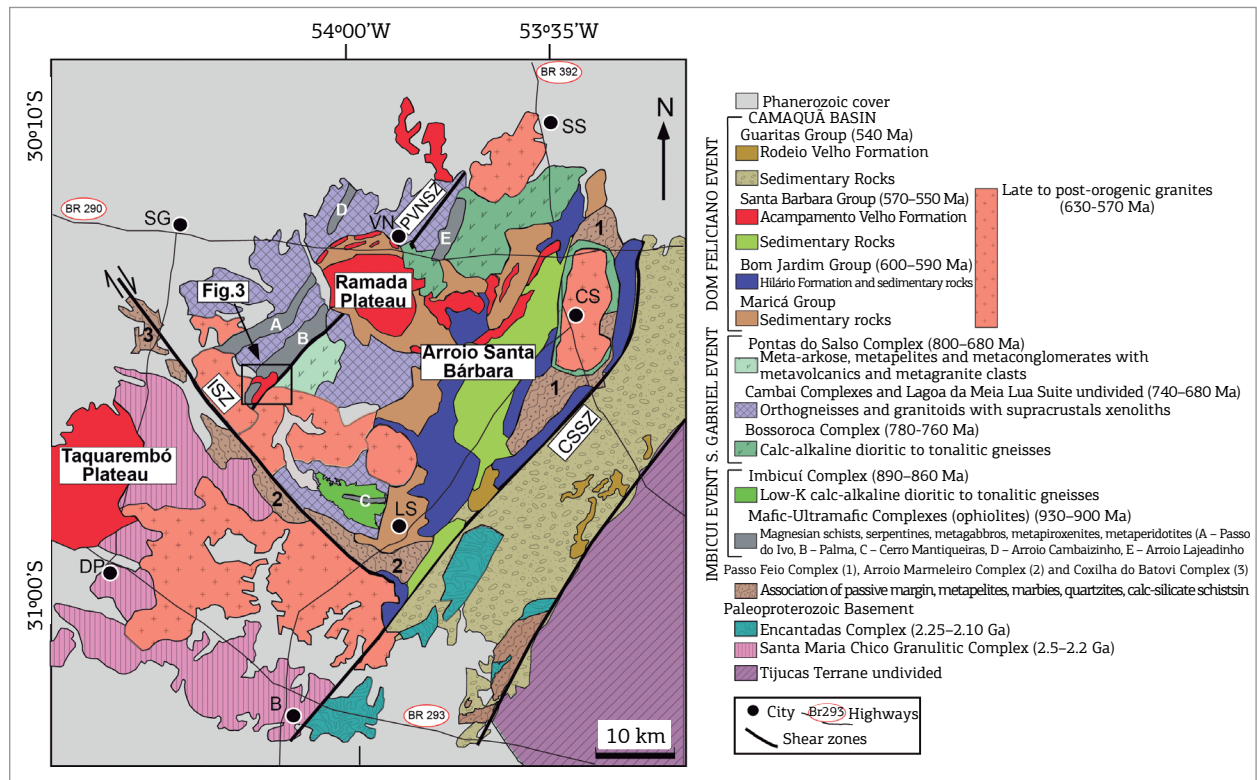 54º00'W
53º35'W
30º10'S
31º00'S
BR 392
SS
N
BR 290
SG
D
VN
PVNSZ
E
1
Fig.3
Ramada
Plateau
CS
A
B
3
Arroio Santa
Bárbara
1
ISZ
CSSZ
Taquarembó
Plateau
2
C
LS
2
DP
B
BR 293
10 km
Phanerozoic cover
CAMAQUÃ BASIN
Guaritas Group (540 Ma)
Rodeio Velho Formation
Sedimentary Rocks
Santa Barbara Group (570–550 Ma)
Acampamento Velho Formation
Sedimentary Rocks
Bom Jardim Group (600–590 Ma)
Hilário Formation and sedimentary rocks
Maricá Group
Sedimentary rocks
DOM FELICIANO EVENT
Late to post-orogenic granites
(630-570 Ma)
Pontas do Salso Complex (800–680 Ma)
Meta-arkose, metapelites and metaconglomerates with
metavolcanics and metagranite clasts
Cambai Complexes and Lagoa da Meia Lua Suite undivided (740–680 Ma)
Orthogneisses and granitoids with supracrustals xenoliths
Bossoroca Complex (780-760 Ma)
Calc-alkaline dioritic to tonalitic gneisses
S. GABRIEL EVENT
Imbicuí Complex (890–860 Ma)
Low-K calc-alkaline dioritic to tonalitic gneisses
Mafic-Ultramafic Complexes (ophiolites) (930–900 Ma)
Magnesian schists, serpentines, metagabbros, metapiroxenites, metaperidotites (A – Passo
do Ivo, B – Palma, C – Cerro Mantiqueiras, D – Arroio Cambaizinho, E – Arroio Lajeadinho
IMBICUI EVENT
Passo Feio Complex (1), Arroio Marmeleiro Complex (2) and Coxilha do Batovi Complex (3)
Association of passive margin, metapelites, marbies, quartzites, calc-silicate schistsin
Paleoproterozoic Basement
Encantadas Complex (2.25–2.10 Ga)
Santa Maria Chico Granulitic Complex (2.5–2.2 Ga)
Tijucas Terrane undivided
City Br293 Highways
Shear zones